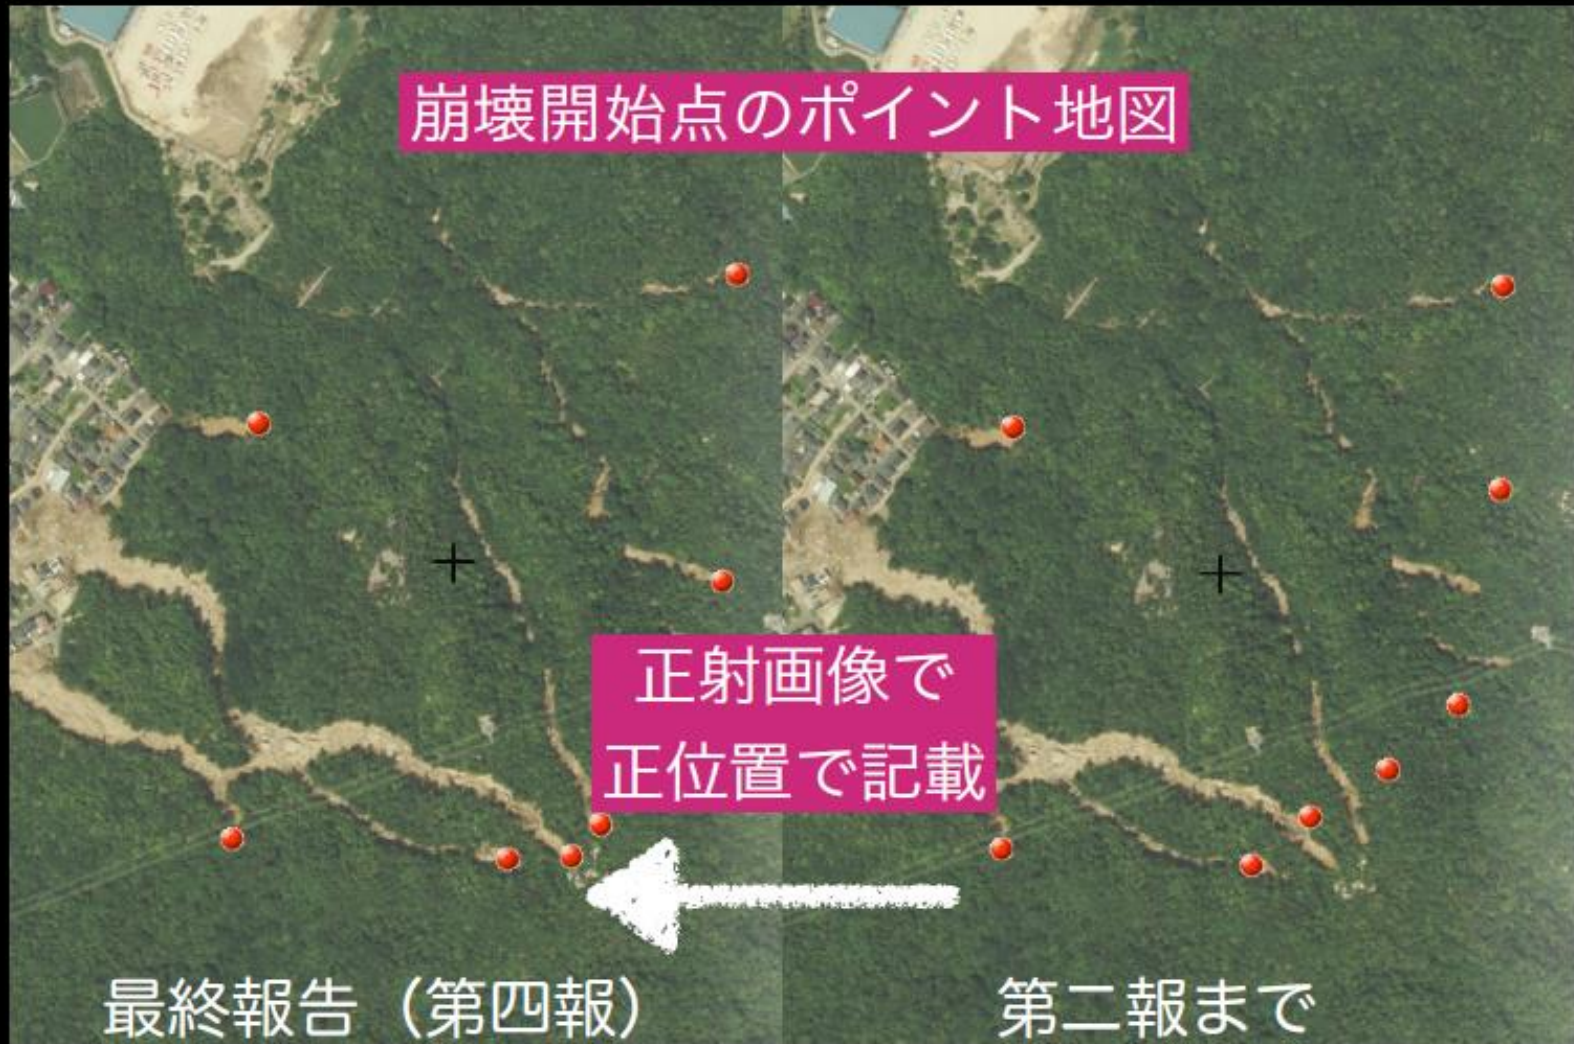 崩壊開始点のポイント地図
正射画像で
正位置で記載
最終報告（第四報）
第二報まで